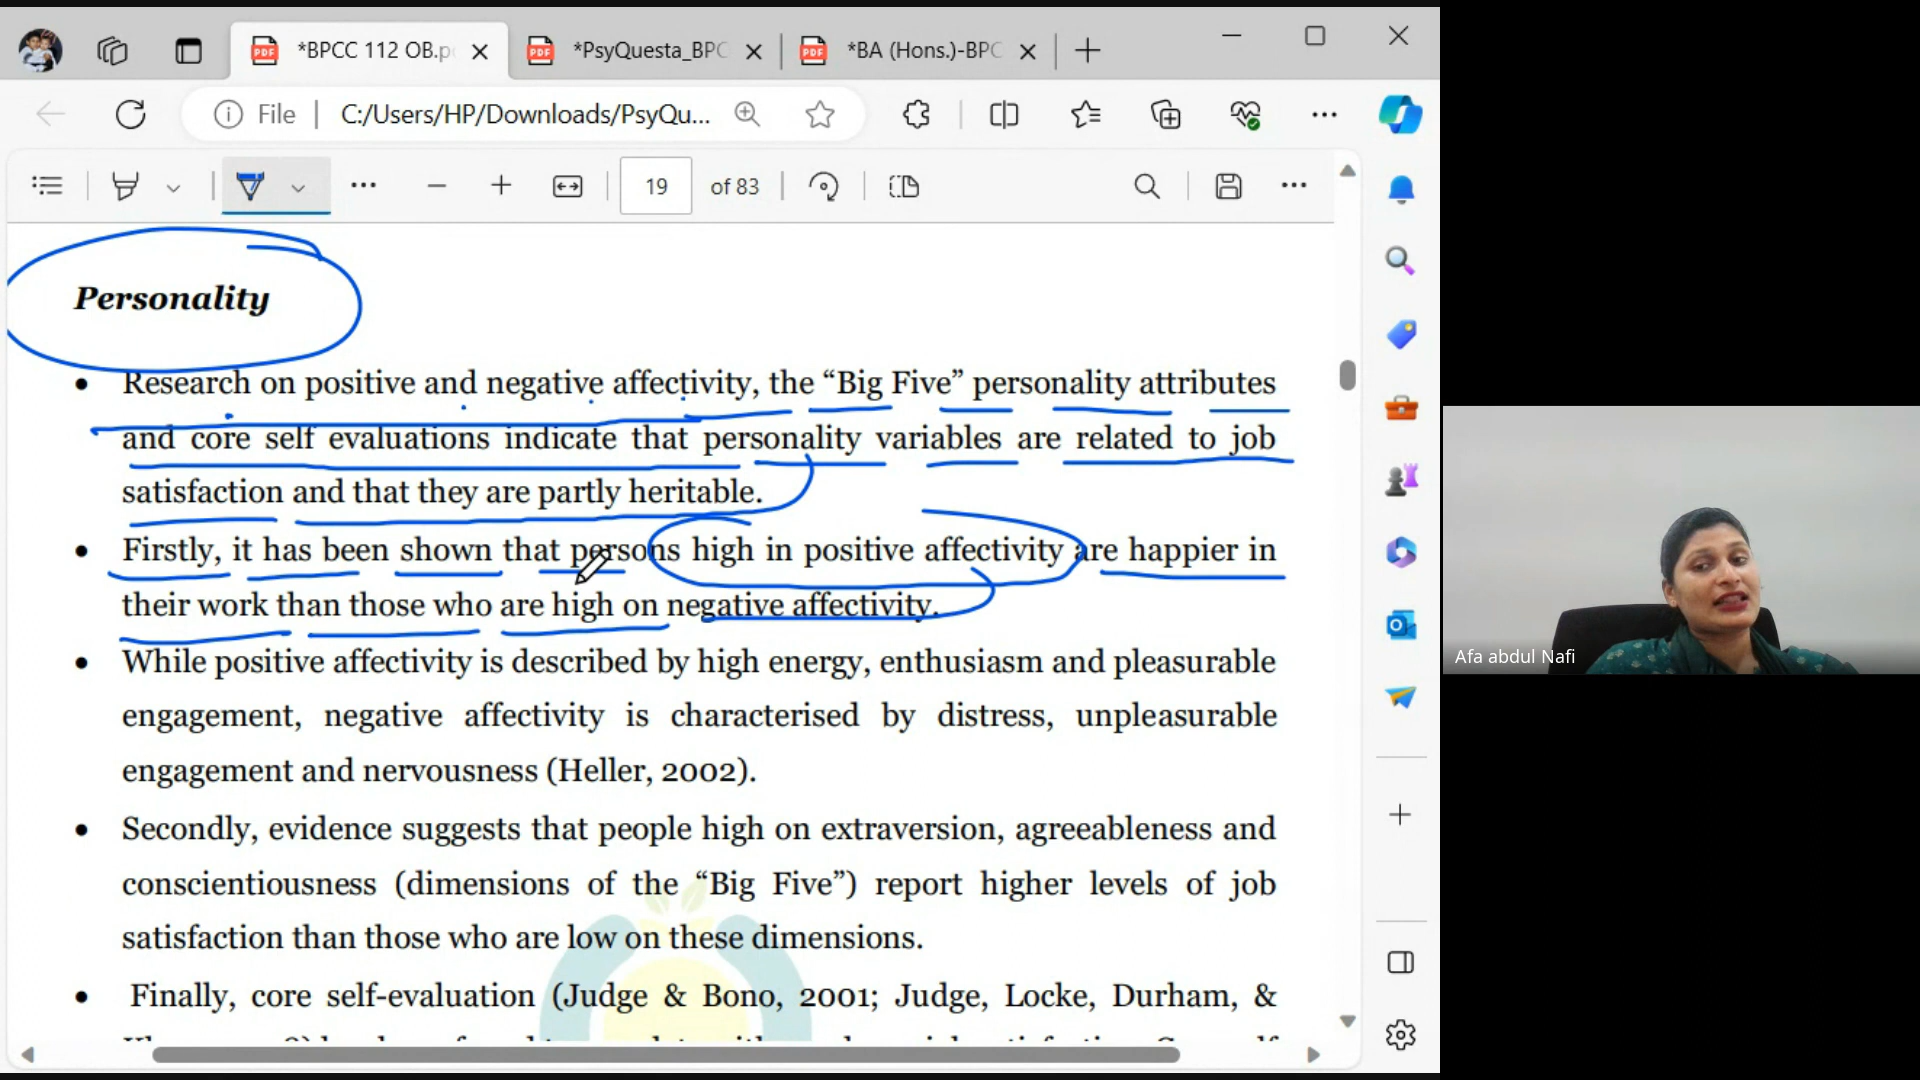 *BPCC 112 OB.p
*PsyQuesta_BPC
*BA (Hons.)-BPC
File
C:/Users/HP/Downloads/PsyQu...
19 of 83
Personality
• Research on positive and negative affectivity, the “Big Five” personality attributes
and core self evaluations indicate that personality variables are related to job
satisfaction and that they are partly heritable.
• Firstly, it has been shown that persons high in positive affectivity are happier in
their work than those who are high on negative affectivity.
• While positive affectivity is described by high energy, enthusiasm and pleasurable
engagement, negative affectivity is characterised by distress, unpleasurable
engagement and nervousness (Heller, 2002).
• Secondly, evidence suggests that people high on extraversion, agreeableness and
conscientiousness (dimensions of the “Big Five”) report higher levels of job
satisfaction than those who are low on these dimensions.
• Finally, core self-evaluation (Judge & Bono, 2001; Judge, Locke, Durham, &
Afa abdul Nafi